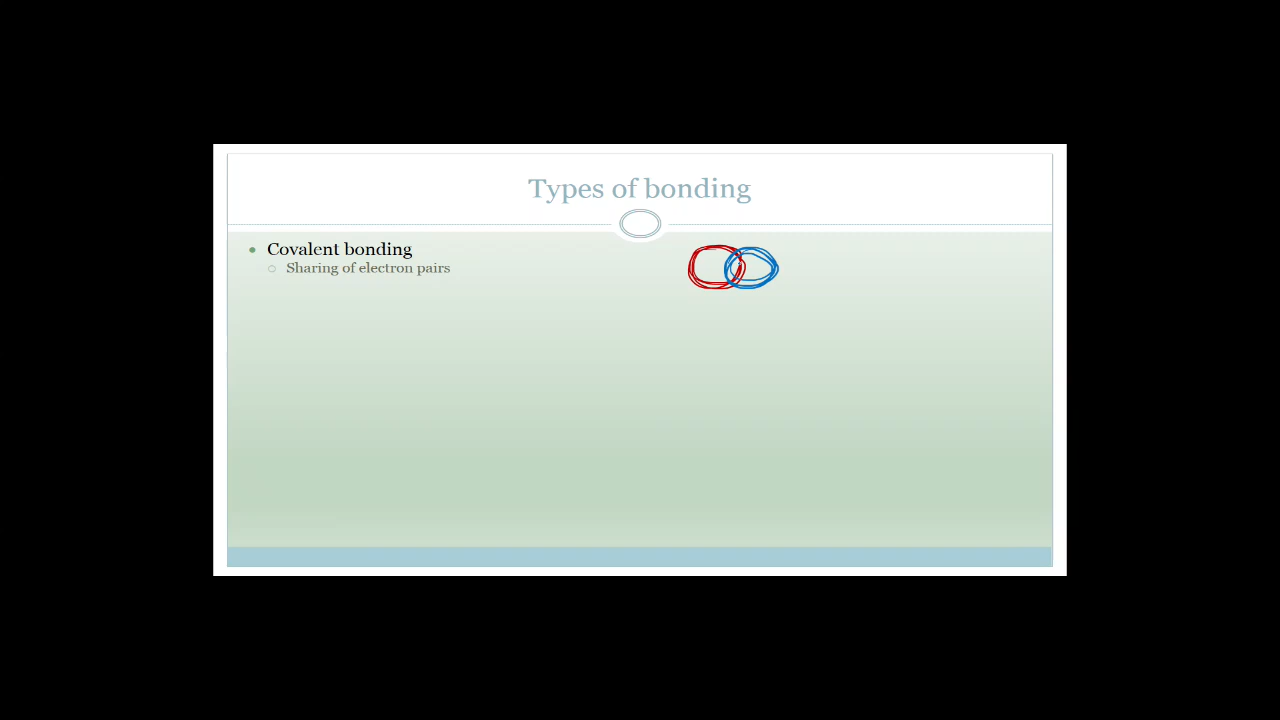 Types of bonding
Covalent bonding
Sharing of electron pairs